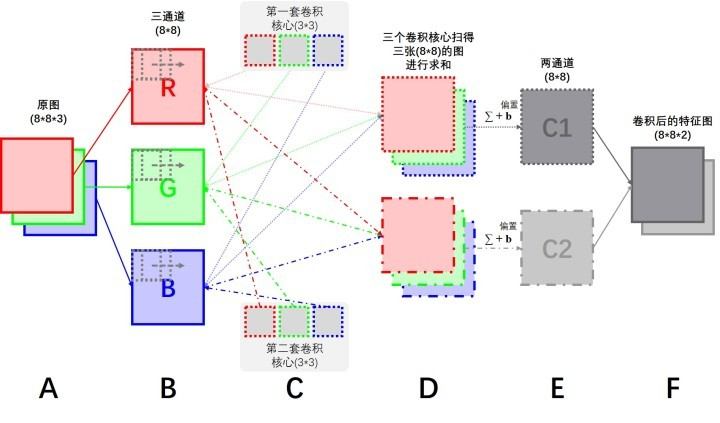 原图
(8*8*3)
三通道
(8*8)
R
G
B
第一套卷积
核心(3*3)
第二套卷积
核心(3*3)
三个卷积核心扫得
三张(8*8)的图
进行求和
∑ + b
偏置
∑ + b
偏置
两通道
(8*8)
C1
C2
卷积后的特征图
(8*8*2)
A
B
C
D
E
F